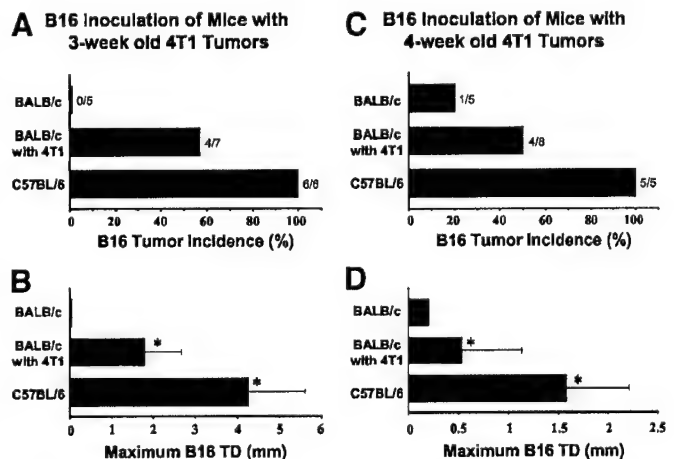 A
B16 Inoculation of Mice with
3-week old 4T1 Tumors
BALB/c
0/5
BALB/c
with 4T1
4/7
C57BL/6
6/6
0 20 40 60 80 100
B16 Tumor Incidence (%)
B
BALB/c
BALB/c
with 4T1
*
C57BL/6
*
0 1 2 3 4 5 6
Maximum B16 TD (mm)
C
B16 Inoculation of Mice with
4-week old 4T1 Tumors
BALB/c
1/5
BALB/c
with 4T1
4/8
C57BL/6
5/5
0 20 40 60 80 100
B16 Tumor Incidence (%)
D
BALB/c
BALB/c
with 4T1
*
C57BL/6
*
0 0.5 1 1.5 2 2.5
Maximum B16 TD (mm)